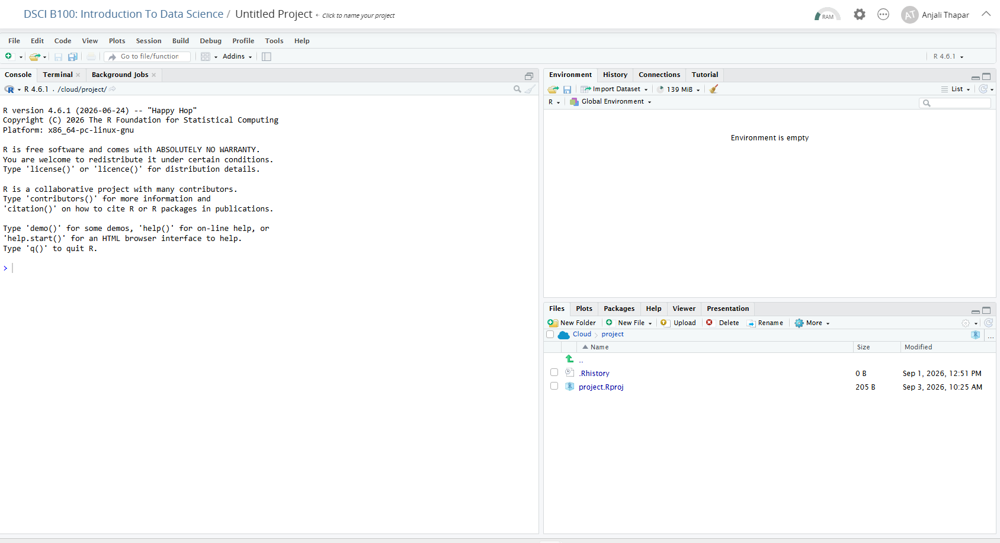 DSCI B100: Introduction To Data Science / Untitled Project ← Click to name your project
RAM
AT Anjali Thapar
File Edit Code View Plots Session Build Debug Profile Tools Help
Go to file/function Addins R 4.6.1
Console Terminal Background Jobs
R 4.6.1 . /cloud/project/
R version 4.6.1 (2026-06-24) -- "Happy Hop"
Copyright (C) 2026 The R Foundation for Statistical Computing
Platform: x86_64-pc-linux-gnu
R is free software and comes with ABSOLUTELY NO WARRANTY.
You are welcome to redistribute it under certain conditions.
Type 'license()' or 'licence()' for distribution details.
R is a collaborative project with many contributors.
Type 'contributors()' for more information and
'citation()' on how to cite R or R packages in publications.
Type 'demo()' for some demos, 'help()' for on-line help, or
'help.start()' for an HTML browser interface to help.
Type 'q()' to quit R.
>
Environment History Connections Tutorial
Import Dataset 139 MiB List
R Global Environment
Environment is empty
Files Plots Packages Help Viewer Presentation
New Folder New File Upload Delete Rename More
Cloud project R ...
Name Size Modified
..
.Rhistory 0 B Sep 1, 2026, 12:51 PM
project.Rproj 205 B Sep 3, 2026, 10:25 AM